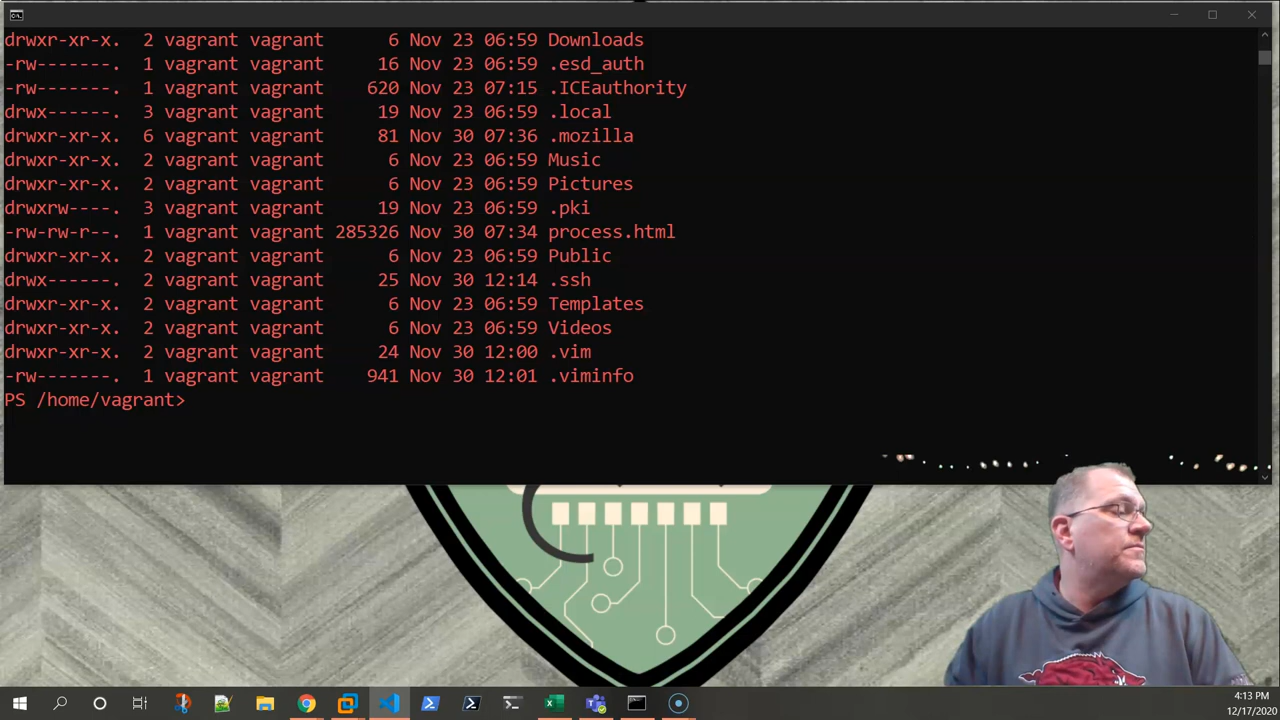 drwxr-xr-x.  2 vagrant vagrant      6 Nov 23 06:59 Downloads
-rw-------.  1 vagrant vagrant     16 Nov 23 06:59 .esd_auth
-rw-------.  1 vagrant vagrant    620 Nov 23 07:15 .ICEauthority
drwx------.  3 vagrant vagrant     19 Nov 23 06:59 .local
drwxr-xr-x.  6 vagrant vagrant     81 Nov 30 07:36 .mozilla
drwxr-xr-x.  2 vagrant vagrant      6 Nov 23 06:59 Music
drwxr-xr-x.  2 vagrant vagrant      6 Nov 23 06:59 Pictures
drwxrw----.  3 vagrant vagrant     19 Nov 23 06:59 .pki
-rw-rw-r--.  1 vagrant vagrant 285326 Nov 30 07:34 process.html
drwxr-xr-x.  2 vagrant vagrant      6 Nov 23 06:59 Public
drwx------.  2 vagrant vagrant     25 Nov 30 12:14 .ssh
drwxr-xr-x.  2 vagrant vagrant      6 Nov 23 06:59 Templates
drwxr-xr-x.  2 vagrant vagrant      6 Nov 23 06:59 Videos
drwxr-xr-x.  2 vagrant vagrant     24 Nov 30 12:00 .vim
-rw-------.  1 vagrant vagrant    941 Nov 30 12:01 .viminfo
PS /home/vagrant>
4:13 PM
12/17/2020